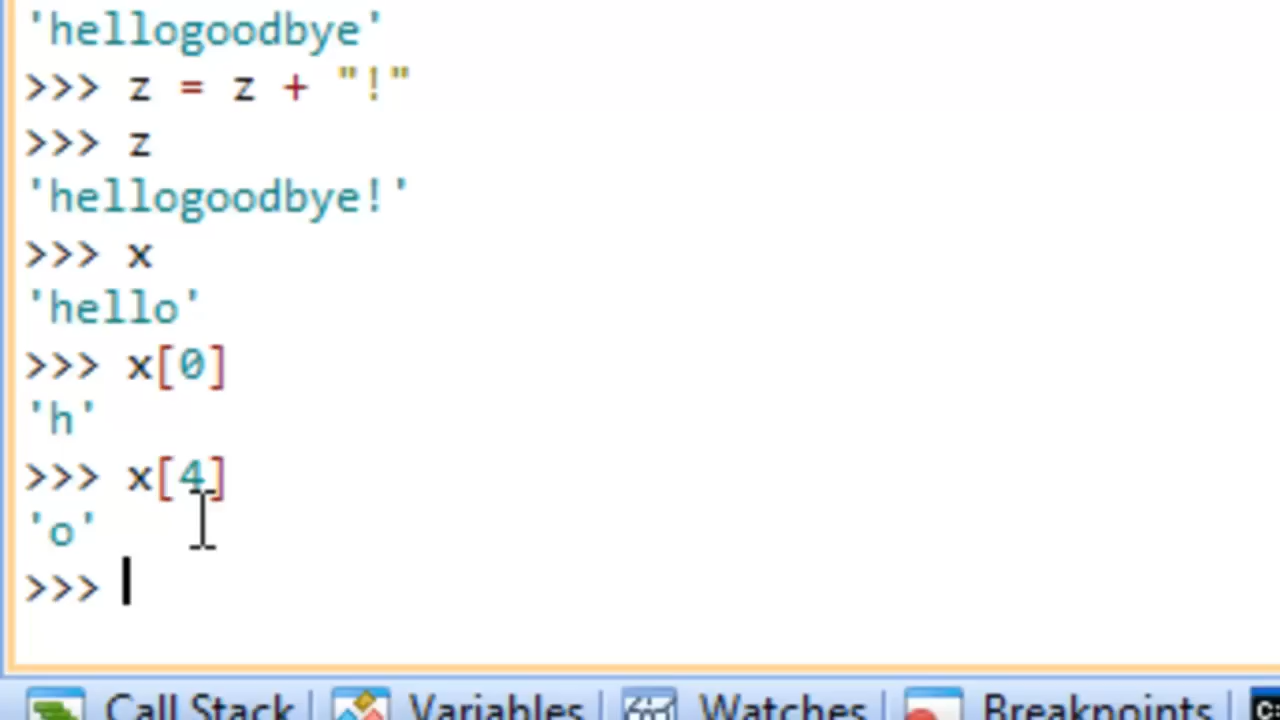 'hellogoodbye'
>>> z = z + "!"
>>> z
'hellogoodbye!'
>>> x
'hello'
>>> x[0]
'h'
>>> x[4]
'o'
>>>
Call Stack Variables Watches Breakpoints